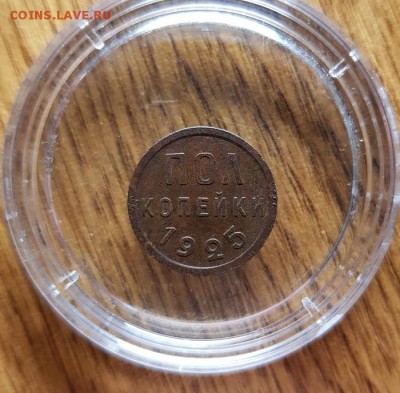 COINS.LAVE.RU
ПОЛ
КОПЕЙКИ
1925